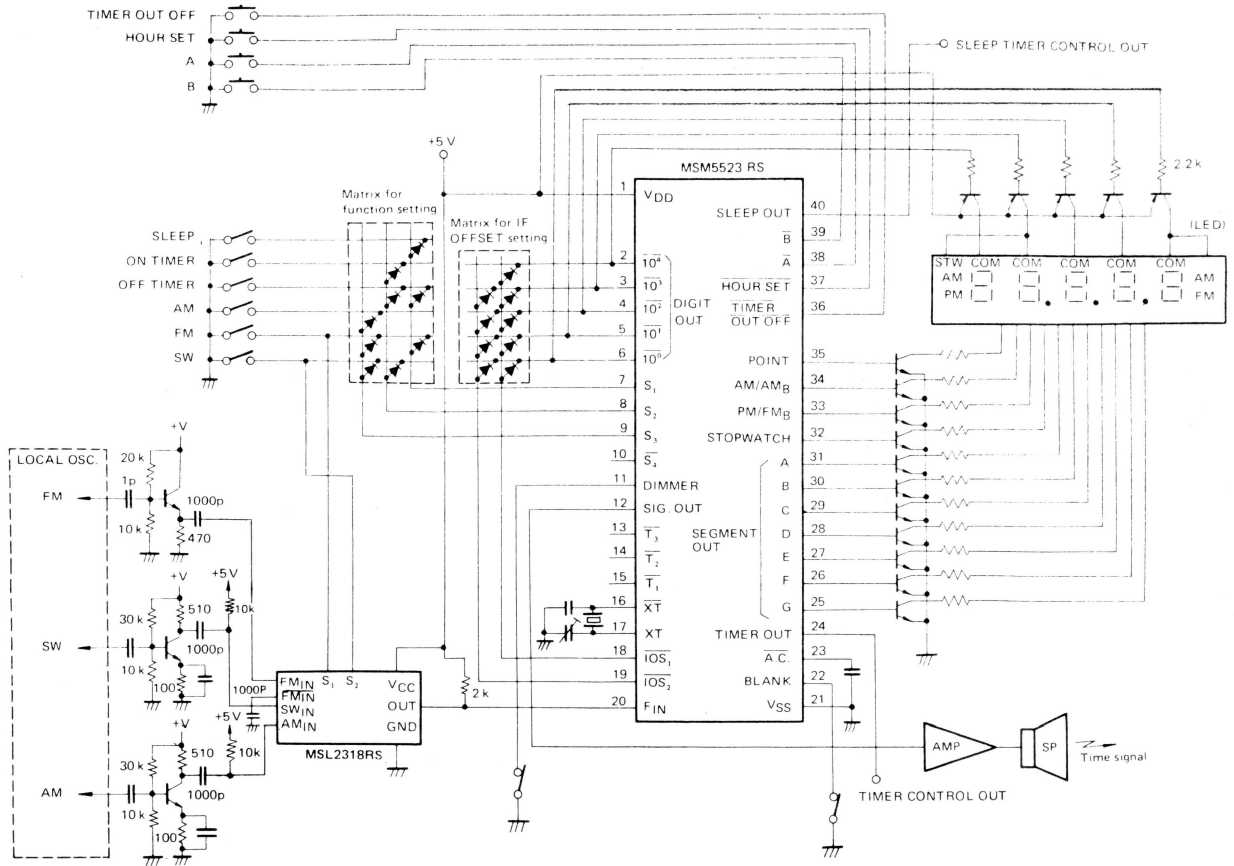 TIMER OUT OFF
HOUR SET
A
B
SLEEP TIMER CONTROL OUT
+5 V
2.2k
MSM5523 RS
Matrix for
function setting
Matrix for IF
OFFSET setting
SLEEP
ON TIMER
OFF TIMER
AM
FM
SW
1 VDD
2 10⁴
3 10³
4 10²
5 10¹
6 10⁰
DIGIT
OUT
7 S₁
8 S₂
9 S₃
10 S₄
11 DIMMER
12 SIG. OUT
13 T₃
14 T₂
15 T₁
16 XT
17 XT
18 IOS₁
19 IOS₂
20 FIN
SLEEP OUT 40
B 39
A 38
HOUR SET 37
TIMER
OUT OFF 36
POINT 35
AM/AMB 34
PM/FMB 33
STOPWATCH 32
SEGMENT
OUT
A 31
B 30
C 29
D 28
E 27
F 26
G 25
TIMER OUT 24
A.C. 23
BLANK 22
VSS 21
(LED)
STW COM COM COM COM COM
AM
PM
AM
FM
LOCAL OSC.
FM
+V
20 k
1p
1000p
10 k
470
SW
+V
+5 V
30 k
510
10k
1000p
10k
100
AM
+V
+5V
30 k
510
10k
1000p
10k
100
1000P
FMIN S₁ S₂ VCC
FMIN
SWIN OUT
AMIN GND
MSL2318RS
2 k
AMP
SP
Time signal
TIMER CONTROL OUT